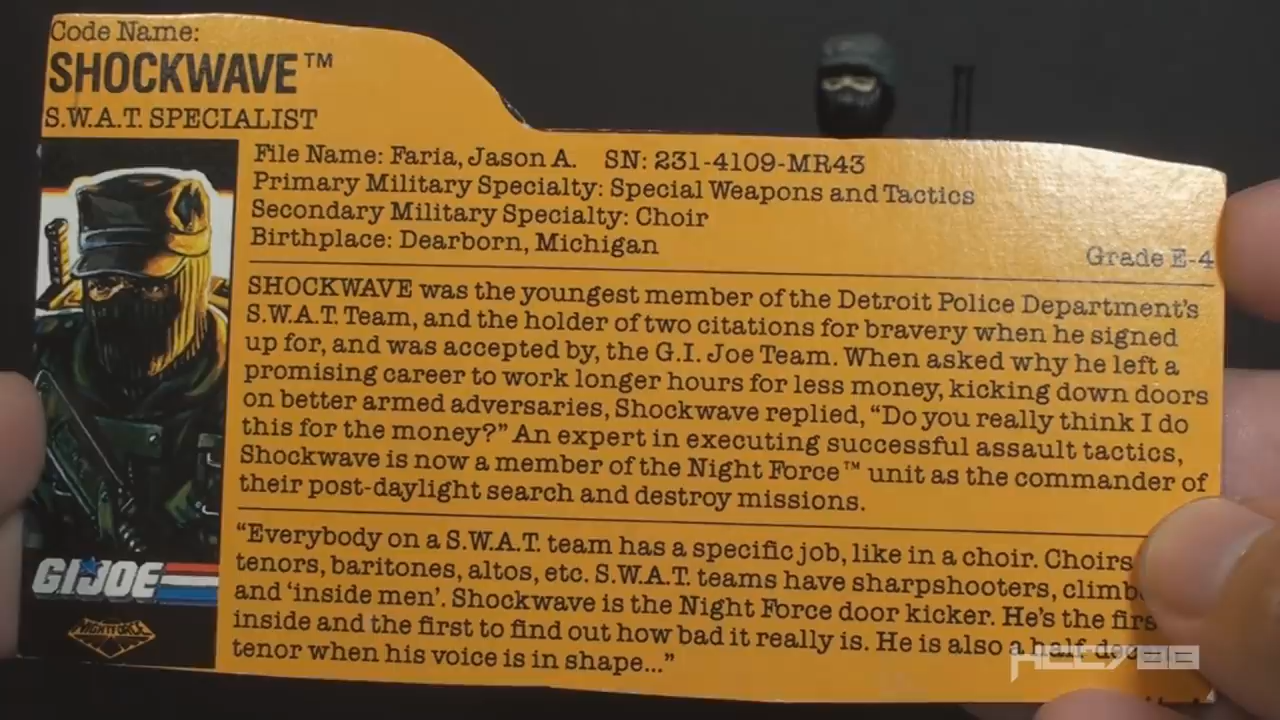 Code Name:
SHOCKWAVE™
S.W.A.T. SPECIALIST
File Name: Faria, Jason A. SN: 231-4109-MR43
Primary Military Specialty: Special Weapons and Tactics
Secondary Military Specialty: Choir
Birthplace: Dearborn, Michigan
Grade E-4
SHOCKWAVE was the youngest member of the Detroit Police Department's
S.W.A.T. Team, and the holder of two citations for bravery when he signed
up for, and was accepted by, the G.I. Joe Team. When asked why he left a
promising career to work longer hours for less money, kicking down doors
on better armed adversaries, Shockwave replied, “Do you really think I do
this for the money?” An expert in executing successful assault tactics,
Shockwave is now a member of the Night Force™ unit as the commander of
their post-daylight search and destroy missions.
“Everybody on a S.W.A.T. team has a specific job, like in a choir. Choirs
tenors, baritones, altos, etc. S.W.A.T. teams have sharpshooters,
and ‘inside men’. Shockwave is the Night Force door kicker. He's the
inside and the first to find out how bad it really is. He is also a
tenor when his voice is in shape...”
GI JOE
NIGHT FORCE
HCC788